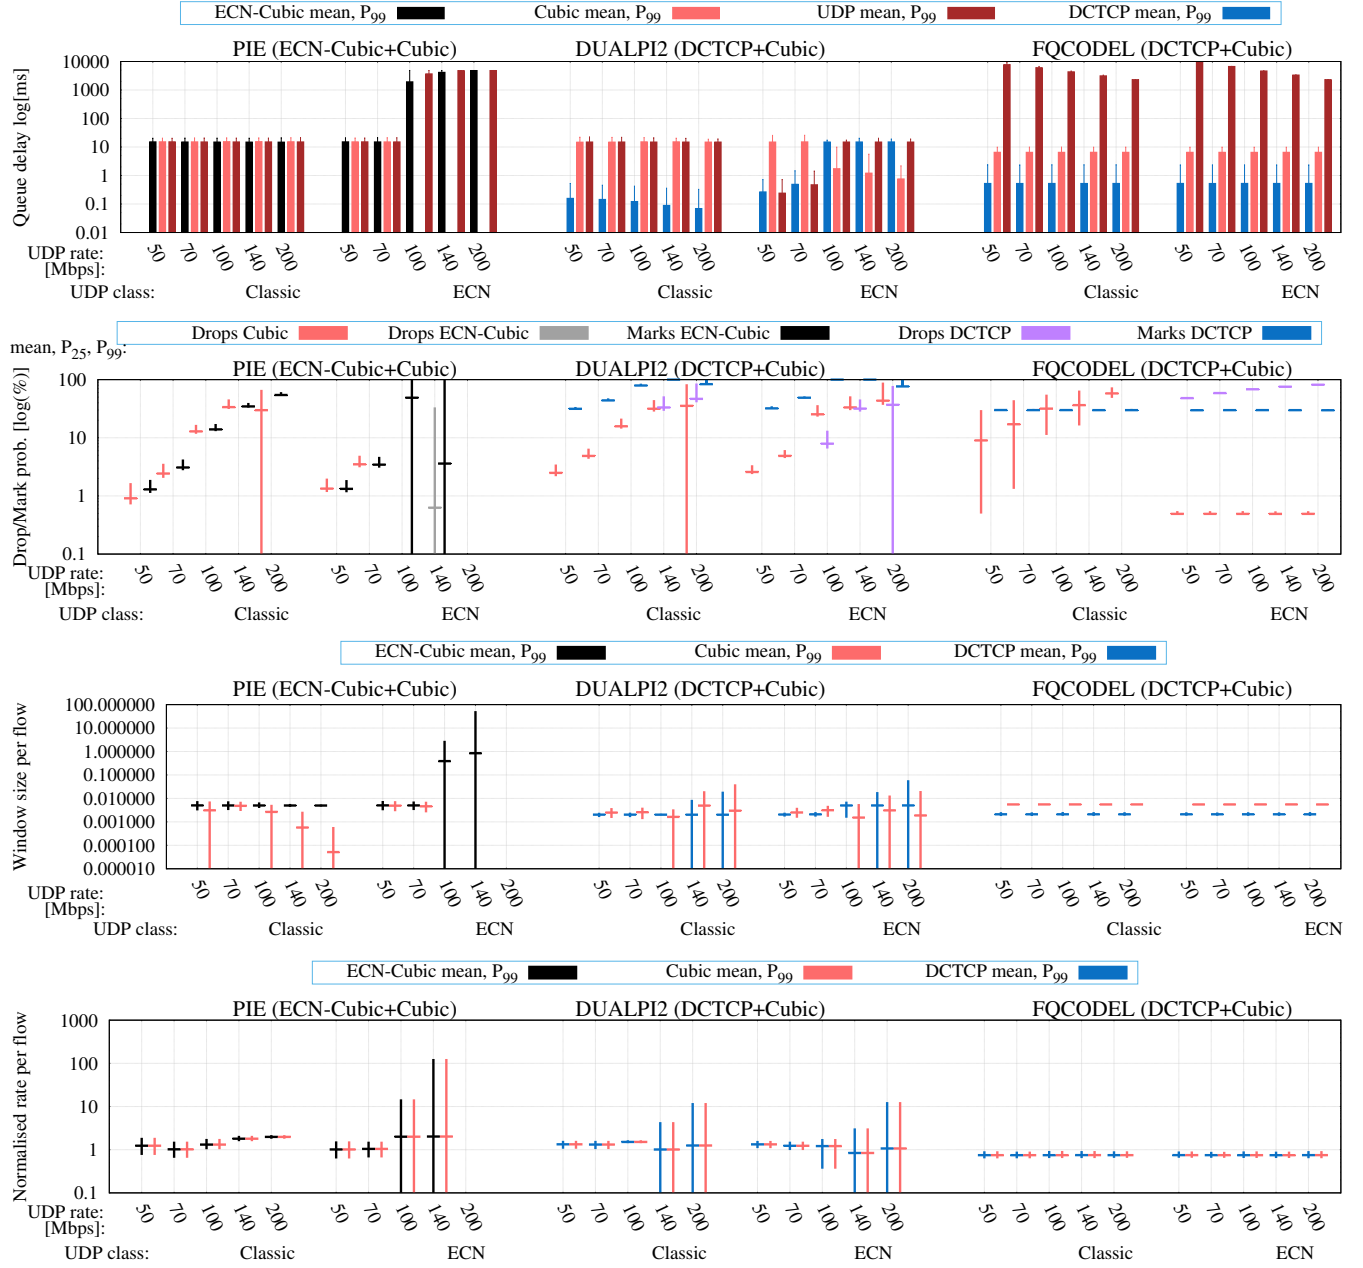 ECN-Cubic mean, P99 Cubic mean, P99 UDP mean, P99 DCTCP mean, P99
PIE (ECN-Cubic+Cubic) DUALPI2 (DCTCP+Cubic) FQCODEL (DCTCP+Cubic)
Queue delay log[ms]
10000
1000
100
10
1
0.1
0.01
UDP rate:
[Mbps]:
50 70 100 140 200 50 70 100 140 200 50 70 100 140 200 50 70 100 140 200 50 70 100 140 200 50 70 100 140 200
UDP class: Classic ECN Classic ECN Classic ECN
Drops Cubic Drops ECN-Cubic Marks ECN-Cubic Drops DCTCP Marks DCTCP
mean, P25, P99:
PIE (ECN-Cubic+Cubic) DUALPI2 (DCTCP+Cubic) FQCODEL (DCTCP+Cubic)
Drop/Mark prob. [log(%)]
100
10
1
0.1
UDP rate:
[Mbps]:
50 70 100 140 200 50 70 100 140 200 50 70 100 140 200 50 70 100 140 200 50 70 100 140 200 50 70 100 140 200
UDP class: Classic ECN Classic ECN Classic ECN
ECN-Cubic mean, P99 Cubic mean, P99 DCTCP mean, P99
PIE (ECN-Cubic+Cubic) DUALPI2 (DCTCP+Cubic) FQCODEL (DCTCP+Cubic)
Window size per flow
100.000000
10.000000
1.000000
0.100000
0.010000
0.001000
0.000100
0.000010
UDP rate:
[Mbps]:
50 70 100 140 200 50 70 100 140 200 50 70 100 140 200 50 70 100 140 200 50 70 100 140 200 50 70 100 140 200
UDP class: Classic ECN Classic ECN Classic ECN
ECN-Cubic mean, P99 Cubic mean, P99 DCTCP mean, P99
PIE (ECN-Cubic+Cubic) DUALPI2 (DCTCP+Cubic) FQCODEL (DCTCP+Cubic)
Normalised rate per flow
1000
100
10
1
0.1
UDP rate:
[Mbps]:
50 70 100 140 200 50 70 100 140 200 50 70 100 140 200 50 70 100 140 200 50 70 100 140 200 50 70 100 140 200
UDP class: Classic ECN Classic ECN Classic ECN